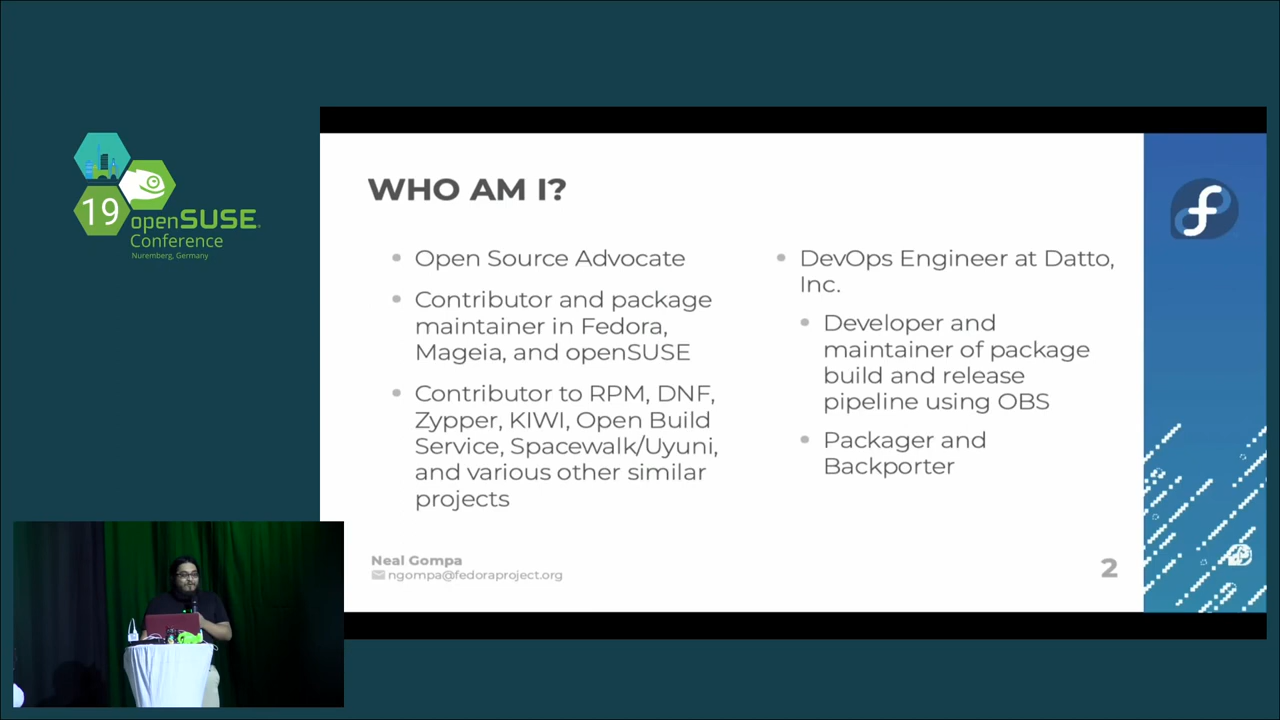 19
openSUSE
Conference
Nuremberg, Germany
WHO AM I?
Open Source Advocate
Contributor and package
maintainer in Fedora,
Mageia, and openSUSE
Contributor to RPM, DNF,
Zypper, KIWI, Open Build
Service, Spacewalk/Uyuni,
and various other similar
projects
DevOps Engineer at Datto,
Inc.
Developer and
maintainer of package
build and release
pipeline using OBS
Packager and
Backporter
Neal Gompa
ngompa@fedoraproject.org
2